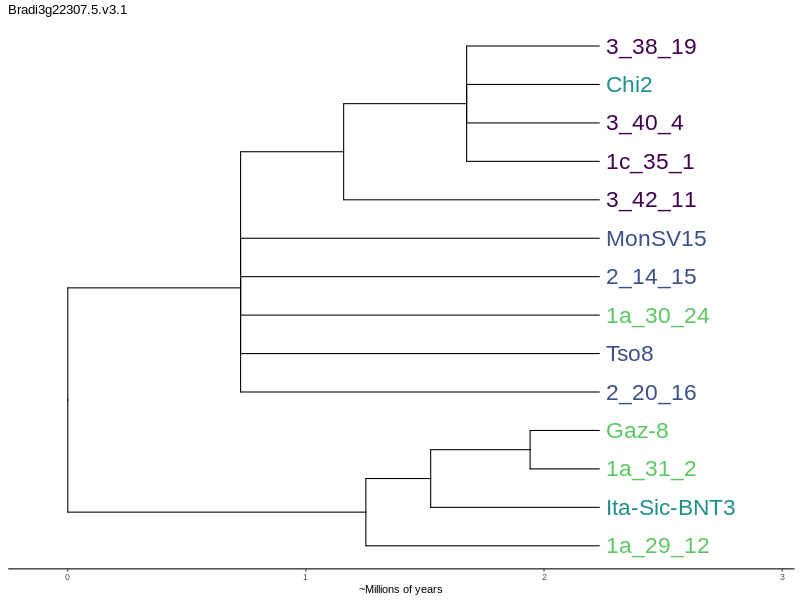 Bradi3g22307.5.v3.1
3_38_19
Chi2
3_40_4
1c_35_1
3_42_11
MonSV15
2_14_15
1a_30_24
Tso8
2_20_16
Gaz-8
1a_31_2
Ita-Sic-BNT3
1a_29_12
0 1 2 3
~Millions of years